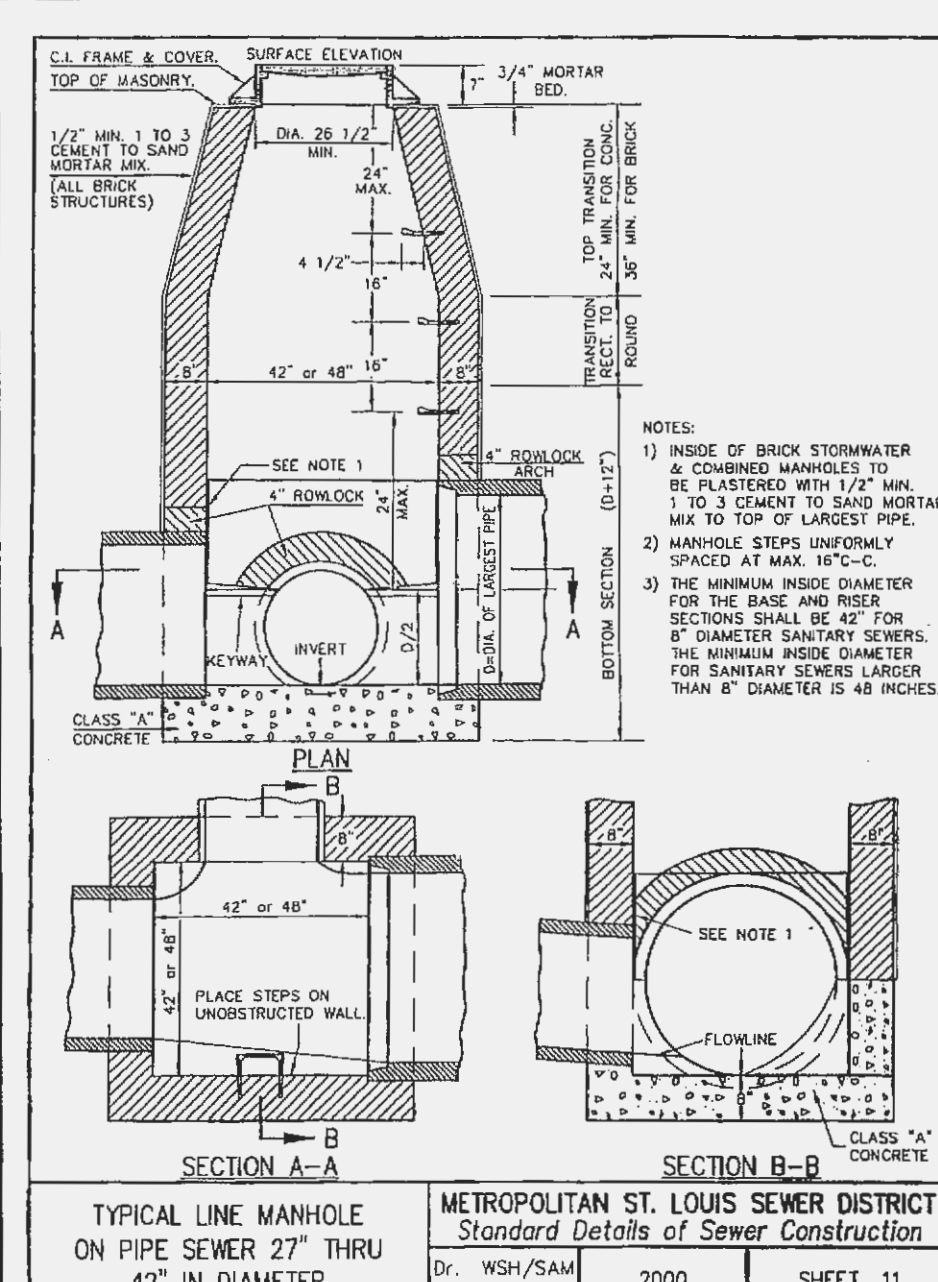 C.I. FRAME & COVER.
SURFACE ELEVATION
TOP OF MASONRY.
7"
3/4" MORTAR
BED.
1/2" MIN. 1 TO 3
CEMENT TO SAND
MORTAR MIX.
(ALL BRICK
STRUCTURES)
DIA. 26 1/2"
MIN.
24"
MAX.
4 1/2"
16"
16"
TOP TRANSITION
24" MIN. FOR CONC.
36" MIN. FOR BRICK
TRANSITION
RECT. TO
ROUND
8"
42" or 48"
8"
SEE NOTE 1
4" ROWLOCK
4" ROWLOCK
ARCH
24"
MAX.
D=DIA. OF LARGEST PIPE
BOTTOM SECTION (D+12")
A
A
KEYWAY
INVERT
D/2
CLASS "A"
CONCRETE
NOTES:
1) INSIDE OF BRICK STORMWATER
& COMBINED MANHOLES TO
BE PLASTERED WITH 1/2" MIN.
1 TO 3 CEMENT TO SAND MORTAR
MIX TO TOP OF LARGEST PIPE.
2) MANHOLE STEPS UNIFORMLY
SPACED AT MAX. 16"C-C.
3) THE MINIMUM INSIDE DIAMETER
FOR THE BASE AND RISER
SECTIONS SHALL BE 42" FOR
8" DIAMETER SANITARY SEWERS.
THE MINIMUM INSIDE DIAMETER
FOR SANITARY SEWERS LARGER
THAN 8" DIAMETER IS 48 INCHES.
PLAN
B
8"
42" or 48"
42" or 48"
PLACE STEPS ON
UNOBSTRUCTED WALL.
B
SECTION A-A
8"
8"
SEE NOTE 1
FLOWLINE
8"
CLASS "A"
CONCRETE
SECTION B-B
TYPICAL LINE MANHOLE
ON PIPE SEWER 27" THRU
42" IN DIAMETER
METROPOLITAN ST. LOUIS SEWER DISTRICT
Standard Details of Sewer Construction
Dr. WSH/SAM
2000
SHEET 11